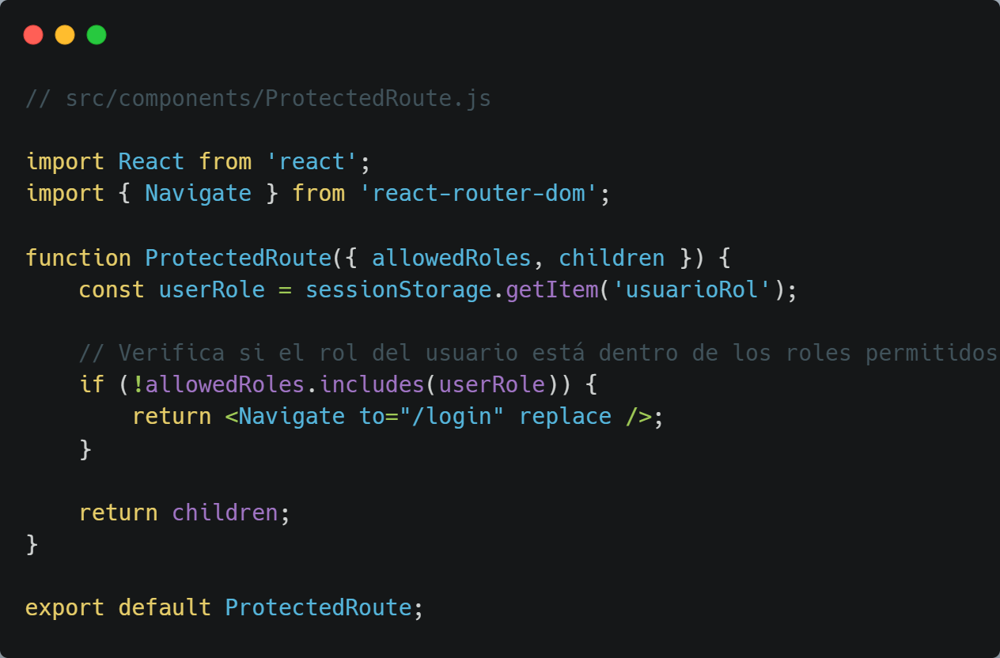 // src/components/ProtectedRoute.js
import React from 'react';
import { Navigate } from 'react-router-dom';
function ProtectedRoute({ allowedRoles, children }) {
const userRole = sessionStorage.getItem('usuarioRol');
// Verifica si el rol del usuario está dentro de los roles permitidos
if (!allowedRoles.includes(userRole)) {
return <Navigate to="/login" replace />;
}
return children;
}
export default ProtectedRoute;